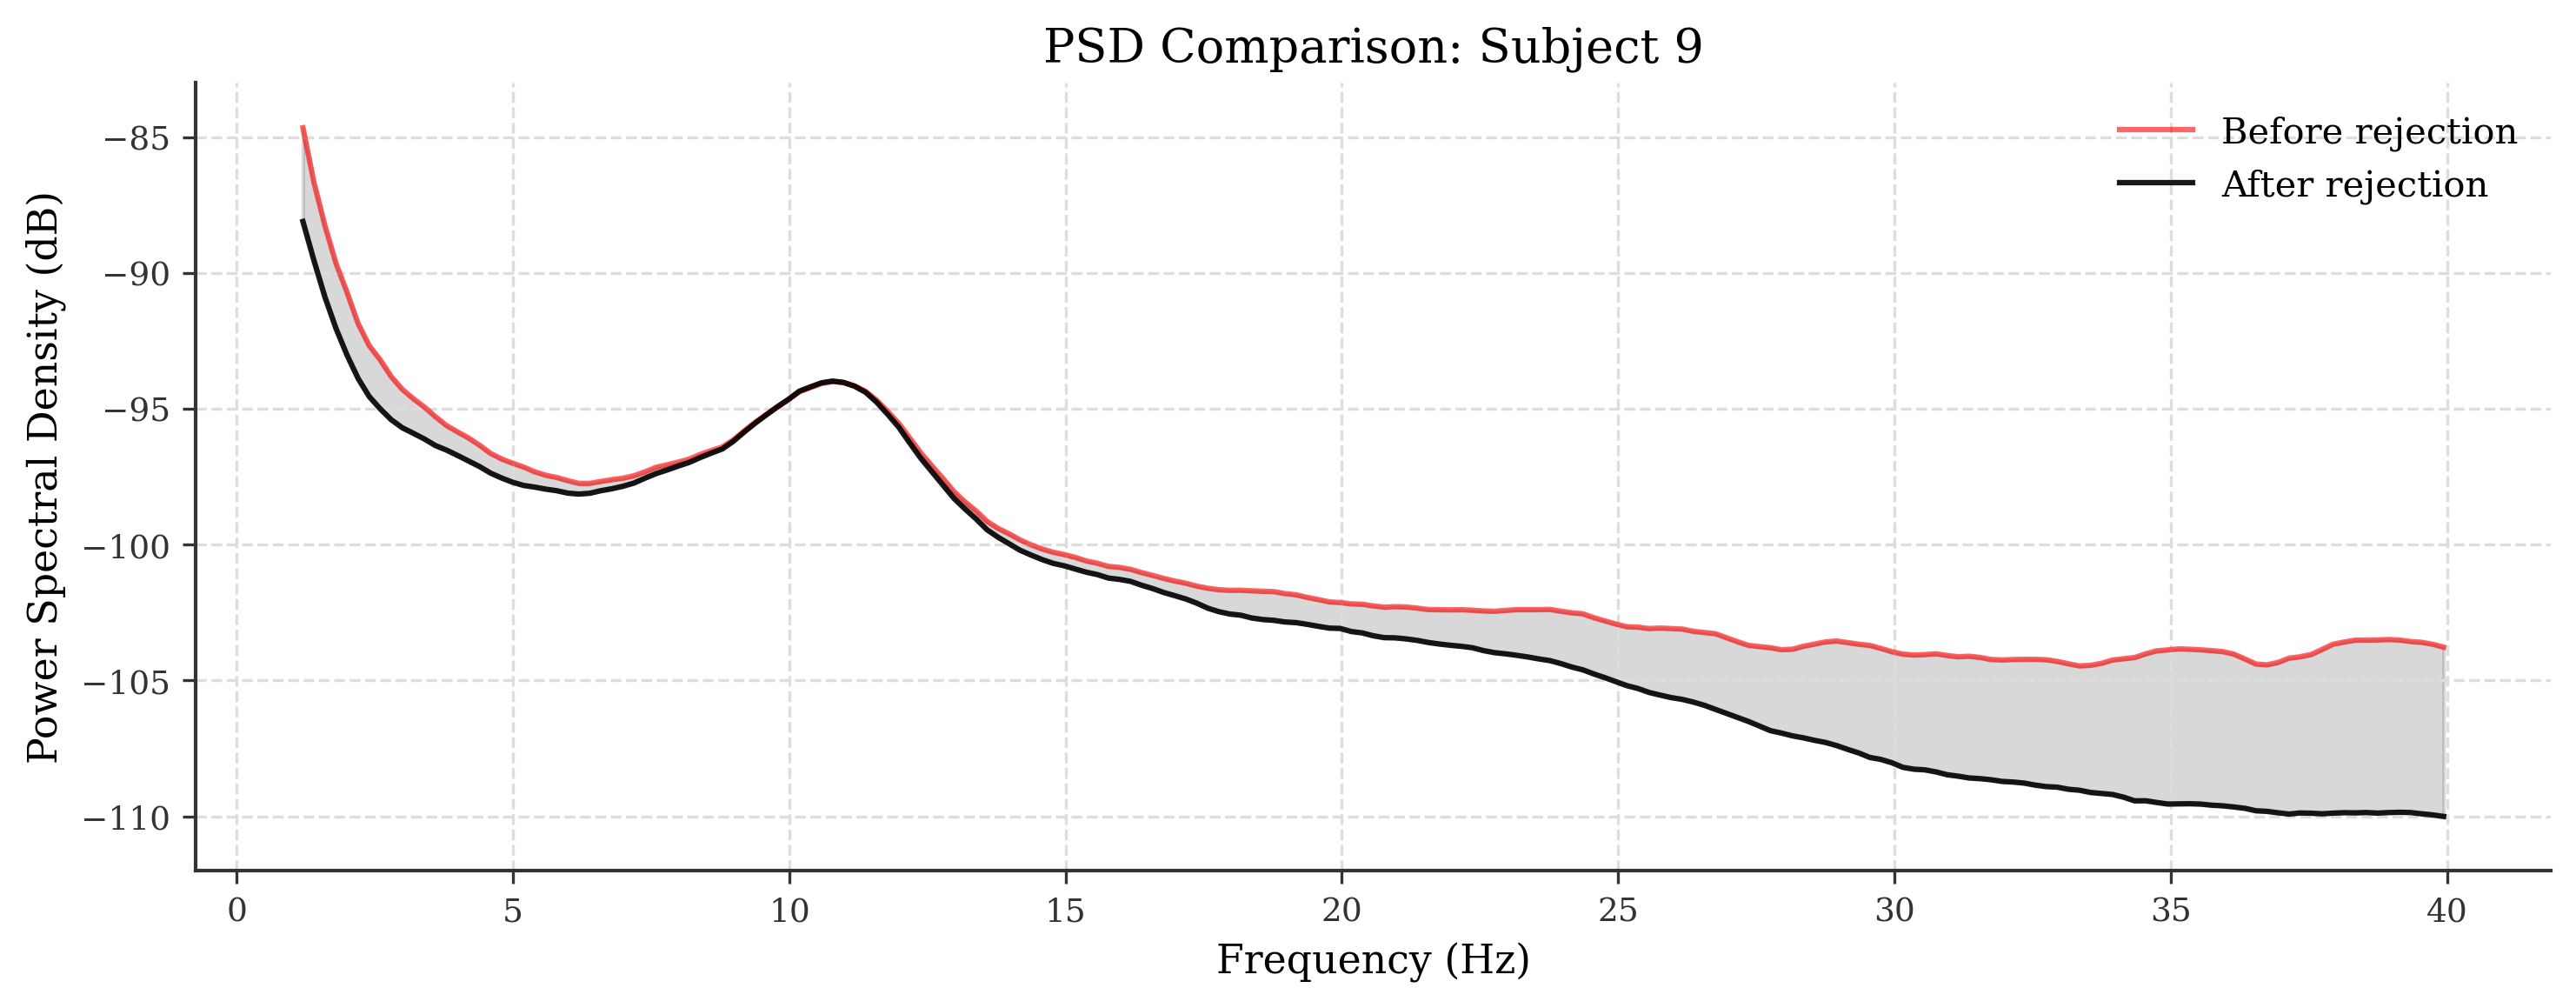 PSD Comparison: Subject 9
Before rejection
After rejection
Power Spectral Density (dB)
−85
−90
−95
−100
−105
−110
0 5 10 15 20 25 30 35 40
Frequency (Hz)